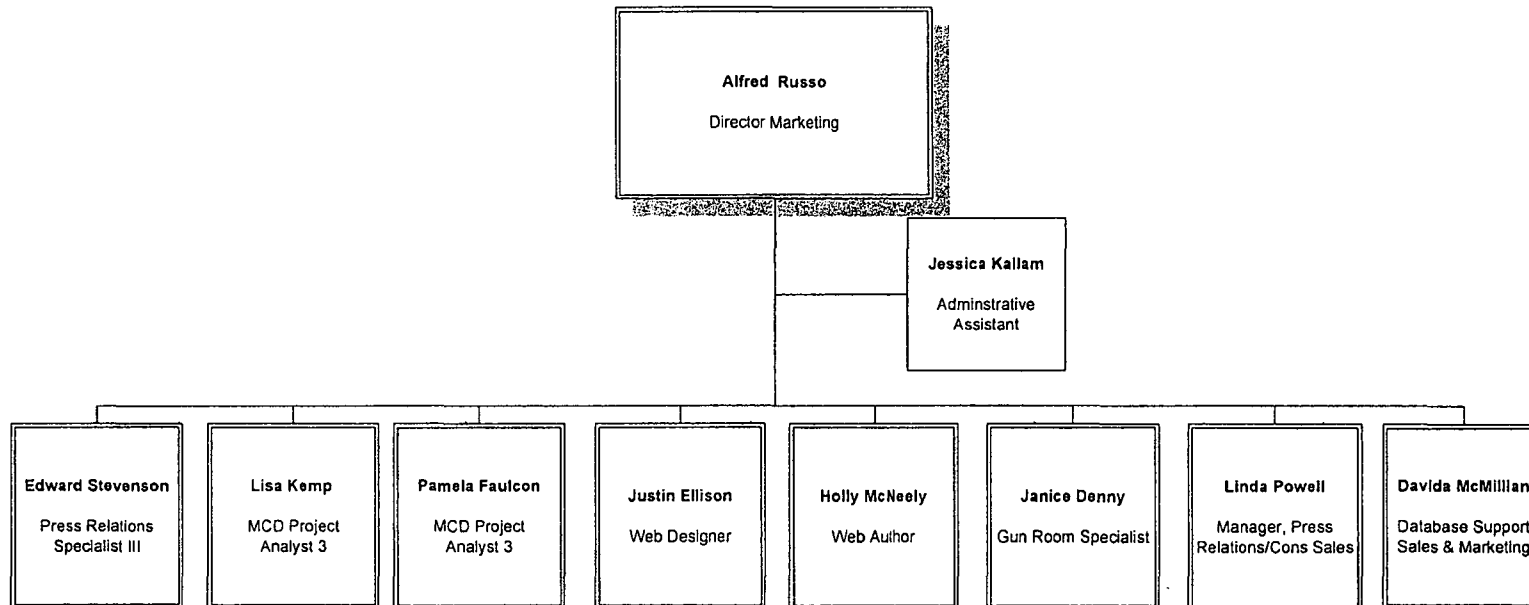 Alfred Russo
Director Marketing
Jessica Kallam
Adminstrative
Assistant
Edward Stevenson
Press Relations
Specialist III
Lisa Kemp
MCD Project
Analyst 3
Pamela Faulcon
MCD Project
Analyst 3
Justin Ellison
Web Designer
Holly McNeely
Web Author
Janice Denny
Gun Room Specialist
Linda Powell
Manager, Press
Relations/Cons Sales
Davida McMillian
Database Support
Sales & Marketing